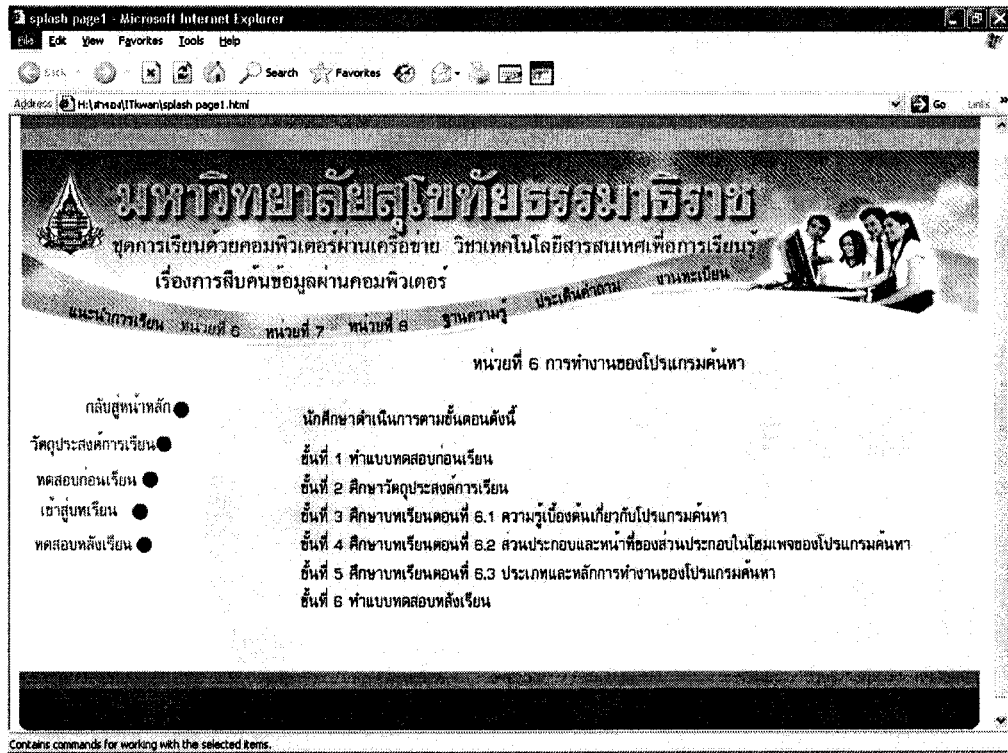 splash page1 - Microsoft Internet Explorer
File Edit View Favorites Tools Help
Back Search Favorites
Address H:\สำรอง\ITkwan\splash page1.html Go Links »
มหาวิทยาลัยสุโขทัยธรรมาธิราช
ชุดการเรียนด้วยคอมพิวเตอร์ผ่านเครือข่าย วิชาเทคโนโลยีสารสนเทศเพื่อการเรียนรู้
เรื่องการสืบค้นข้อมูลผ่านคอมพิวเตอร์
แนะนำการเรียน หน่วยที่ 6 หน่วยที่ 7 หน่วยที่ 8 ฐานความรู้ ประเด็นคำถาม งานทะเบียน
หน่วยที่ 6 การทำงานของโปรแกรมค้นหา
กลับสู่หน้าหลัก
วัตถุประสงค์การเรียน
ทดสอบก่อนเรียน
เข้าสู่บทเรียน
ทดสอบหลังเรียน
นักศึกษาดำเนินการตามขั้นตอนดังนี้
ขั้นที่ 1 ทำแบบทดสอบก่อนเรียน
ขั้นที่ 2 ศึกษาวัตถุประสงค์การเรียน
ขั้นที่ 3 ศึกษาบทเรียนตอนที่ 6.1 ความรู้เบื้องต้นเกี่ยวกับโปรแกรมค้นหา
ขั้นที่ 4 ศึกษาบทเรียนตอนที่ 6.2 ส่วนประกอบและหน้าที่ของส่วนประกอบในโฮมเพจของโปรแกรมค้นหา
ขั้นที่ 5 ศึกษาบทเรียนตอนที่ 6.3 ประเภทและหลักการทำงานของโปรแกรมค้นหา
ขั้นที่ 6 ทำแบบทดสอบหลังเรียน
Contains commands for working with the selected items.